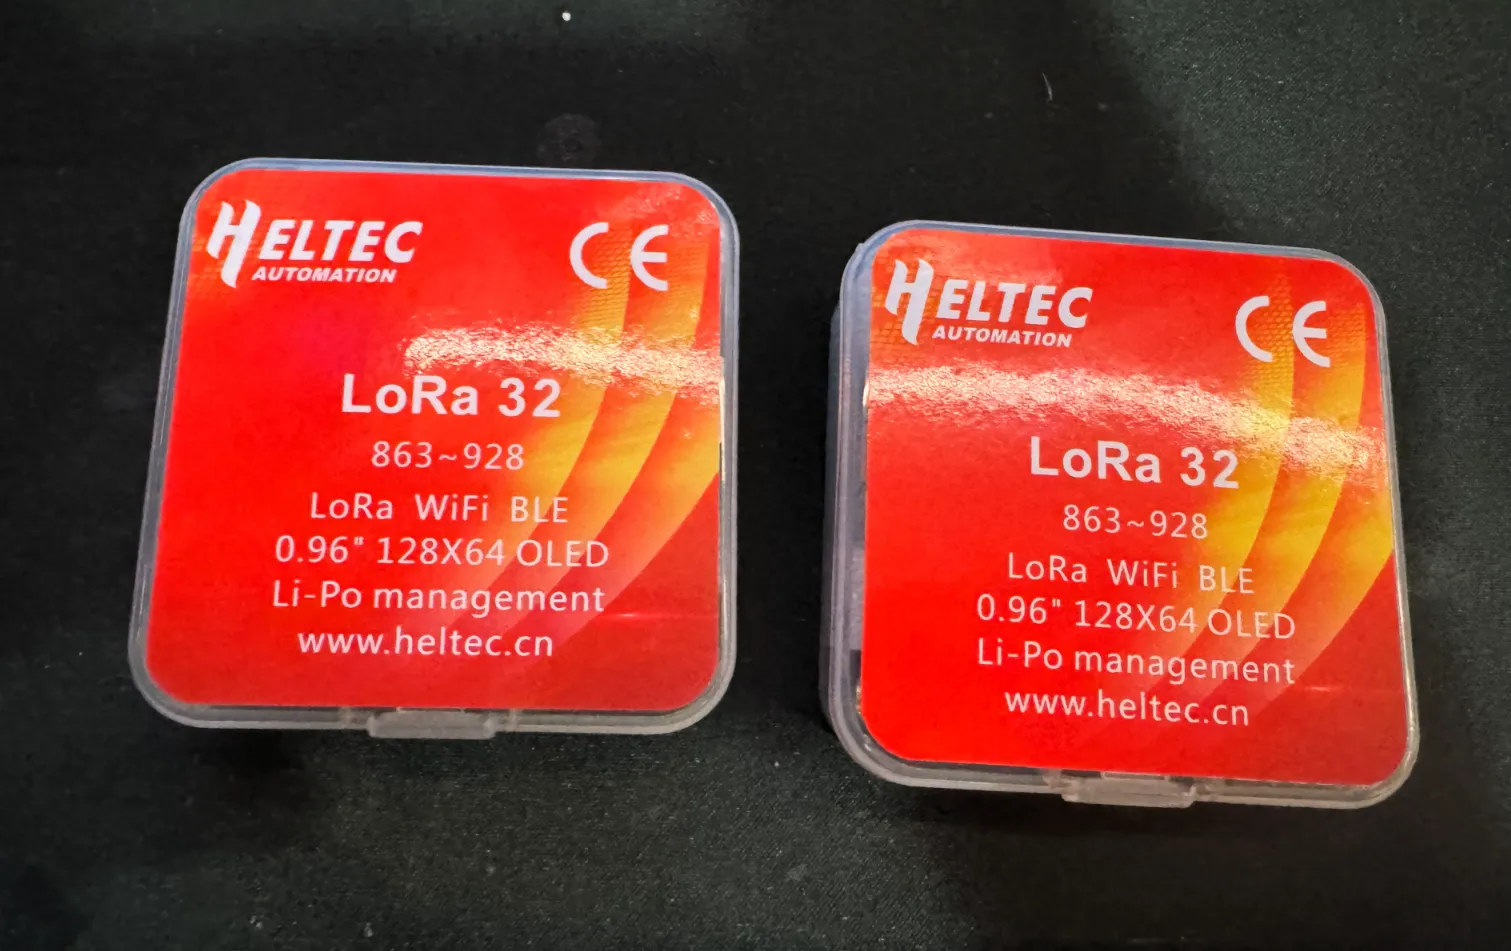 HELTEC
AUTOMATION
CE
LoRa 32
863~928
LoRa WiFi BLE
0.96" 128X64 OLED
Li-Po management
www.heltec.cn
HELTEC
AUTOMATION
CE
LoRa 32
863~928
LoRa WiFi BLE
0.96" 128X64 OLED
Li-Po management
www.heltec.cn